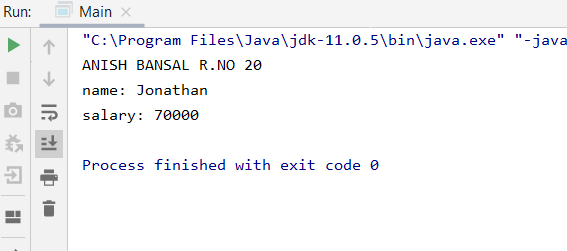 Run: Main
"C:\Program Files\Java\jdk-11.0.5\bin\java.exe" "-java
ANISH BANSAL R.NO 20
name: Jonathan
salary: 70000
Process finished with exit code 0